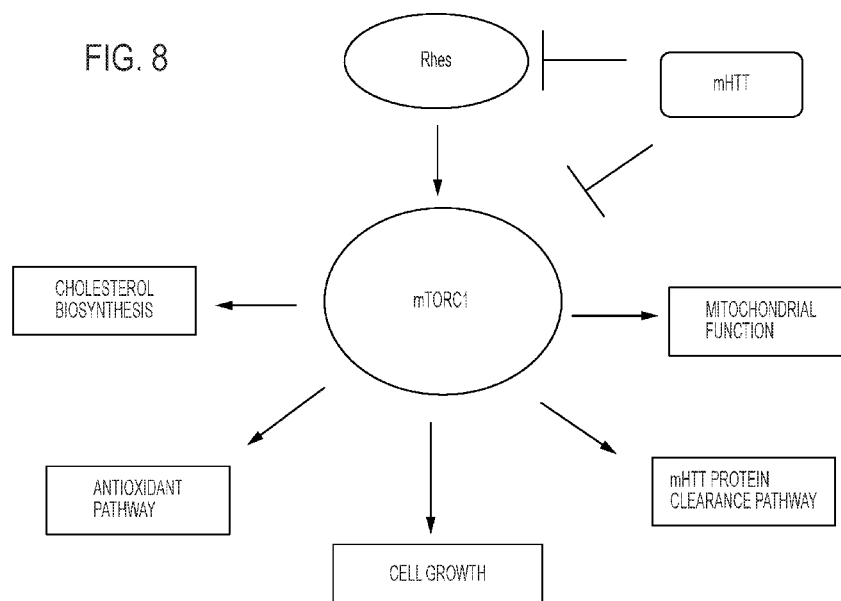 FIG. 8
Rhes
mHTT
mTORC1
CHOLESTEROL
BIOSYNTHESIS
MITOCHONDRIAL
FUNCTION
ANTIOXIDANT
PATHWAY
mHTT PROTEIN
CLEARANCE PATHWAY
CELL GROWTH